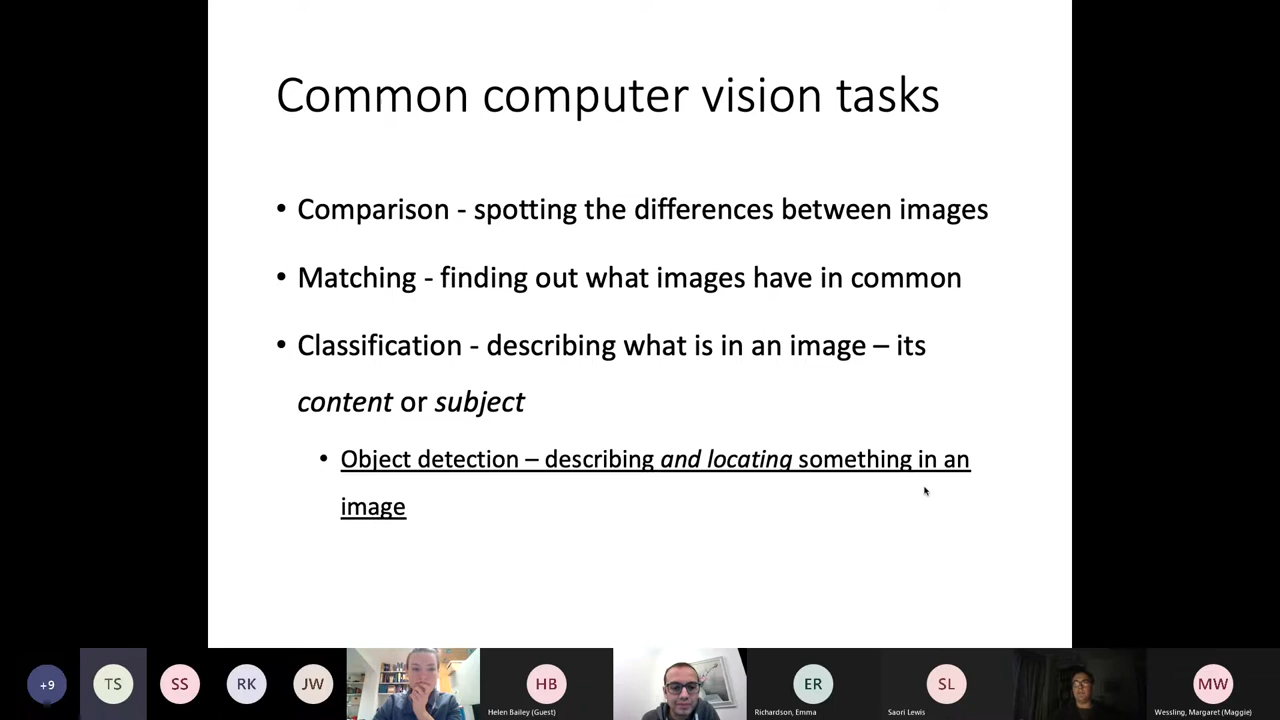 Common computer vision tasks
• Comparison - spotting the differences between images
• Matching - finding out what images have in common
• Classification - describing what is in an image – its
content or subject
• Object detection – describing and locating something in an
image
+9
TS
SS
RK
JW
HB
ER
SL
MW
Helen Bailey (Guest)
Richardson, Emma
Saori Lewis
Wessling, Margaret (Maggie)